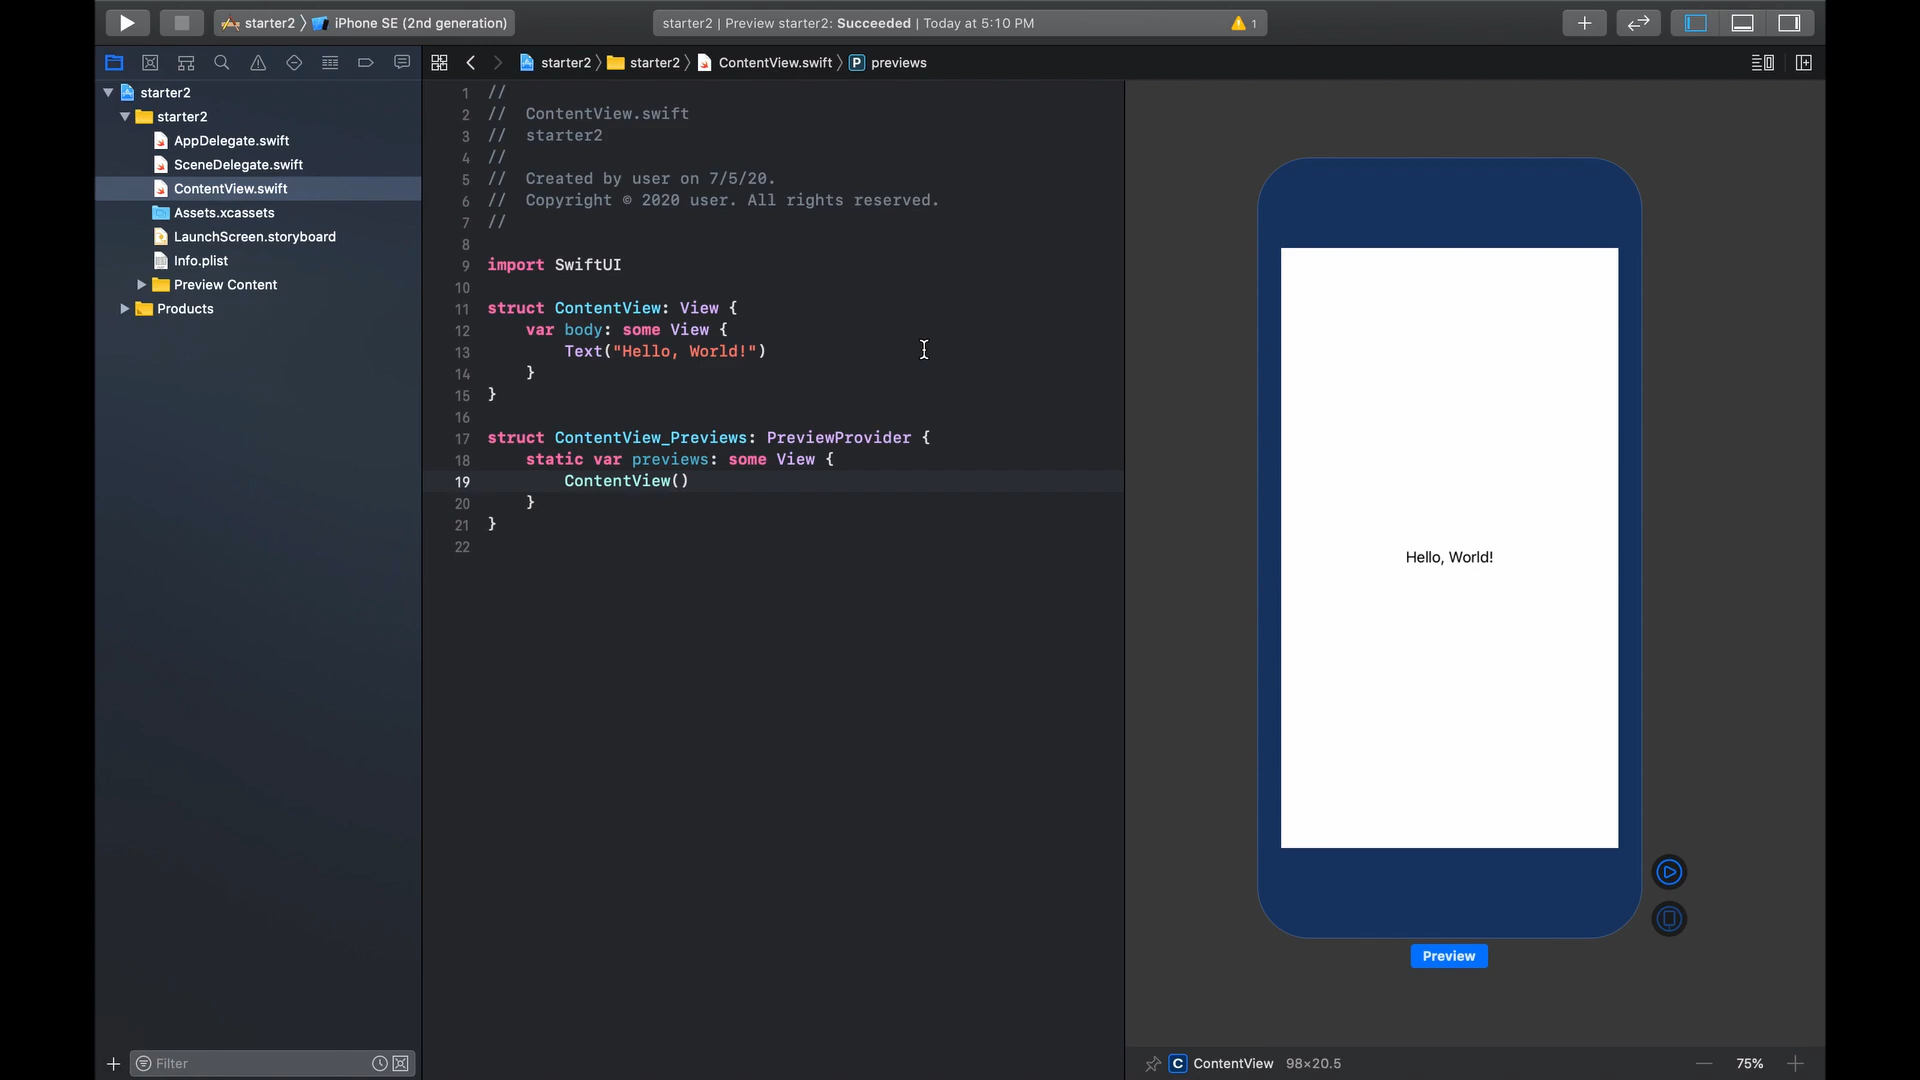 starter2 〉 iPhone SE (2nd generation)
starter2 | Preview starter2: Succeeded | Today at 5:10 PM
1
starter2 〉 starter2 〉 ContentView.swift 〉 P previews
starter2
starter2
AppDelegate.swift
SceneDelegate.swift
ContentView.swift
Assets.xcassets
LaunchScreen.storyboard
Info.plist
Preview Content
Products
Filter
1 //
2 //  ContentView.swift
3 //  starter2
4 //
5 //  Created by user on 7/5/20.
6 //  Copyright © 2020 user. All rights reserved.
7 //
8
9 import SwiftUI
10
11 struct ContentView: View {
12     var body: some View {
13         Text("Hello, World!")
14     }
15 }
16
17 struct ContentView_Previews: PreviewProvider {
18     static var previews: some View {
19         ContentView()
20     }
21 }
22
Hello, World!
Preview
C ContentView 98×20.5
75%